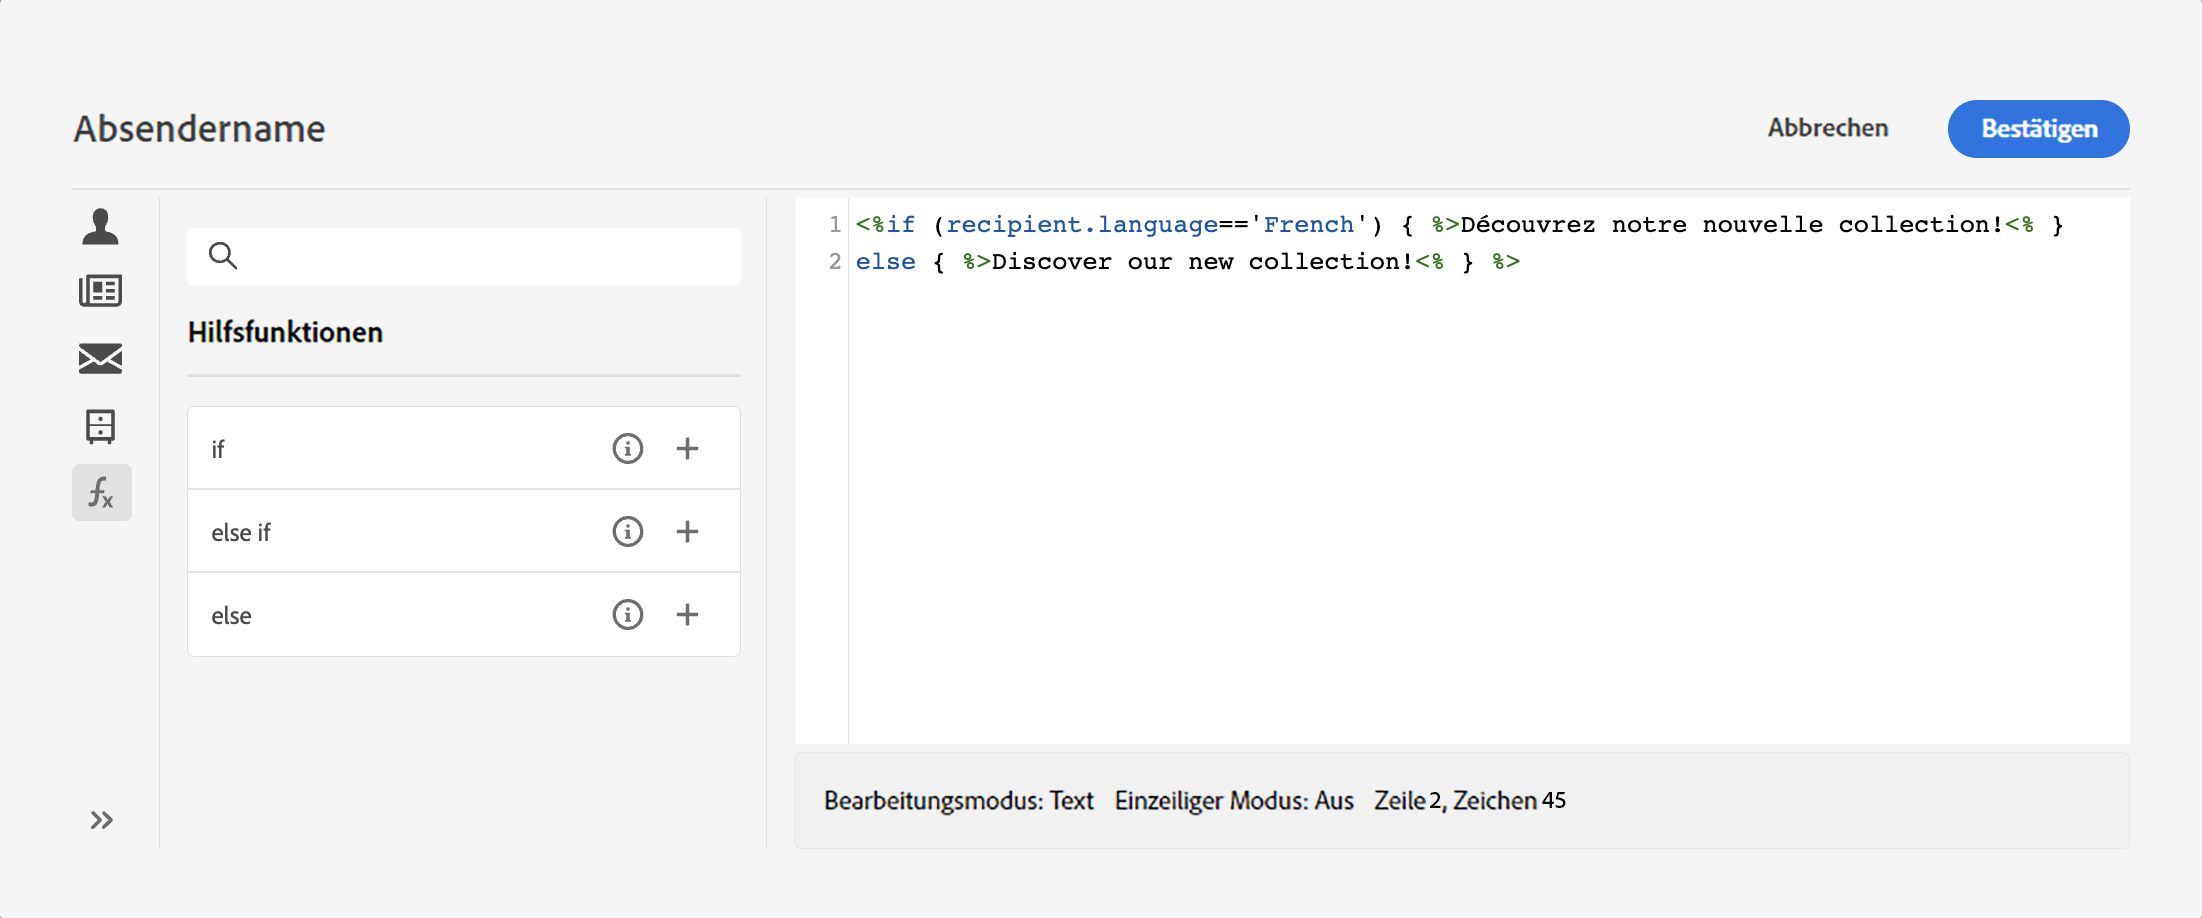 Absendername
Abbrechen
Bestätigen
Hilfsfunktionen
if
else if
else
1 <%if (recipient.language=='French') { %>Découvrez notre nouvelle collection!<% }
2 else { %>Discover our new collection!<% } %>
Bearbeitungsmodus: Text Einzeiliger Modus: Aus Zeile 2, Zeichen 45